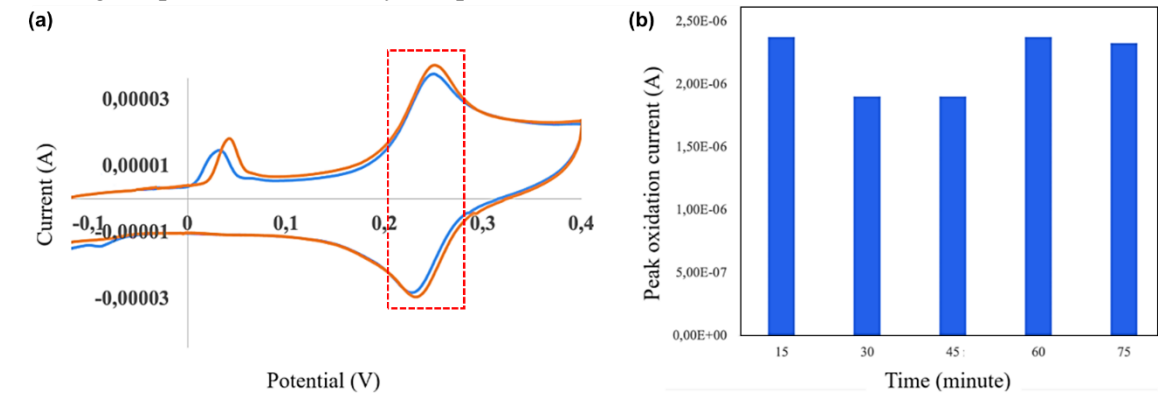 (a)
0,00003
0,00001
-0,1
0
0,1
0,2
0,3
0,4
-0,00001
-0,00003
Current (A)
Potential (V)
(b)
2,50E-06
2,00E-06
1,50E-06
1,00E-06
5,00E-07
0,00E+00
15
30
45
60
75
Peak oxidation current (A)
Time (minute)